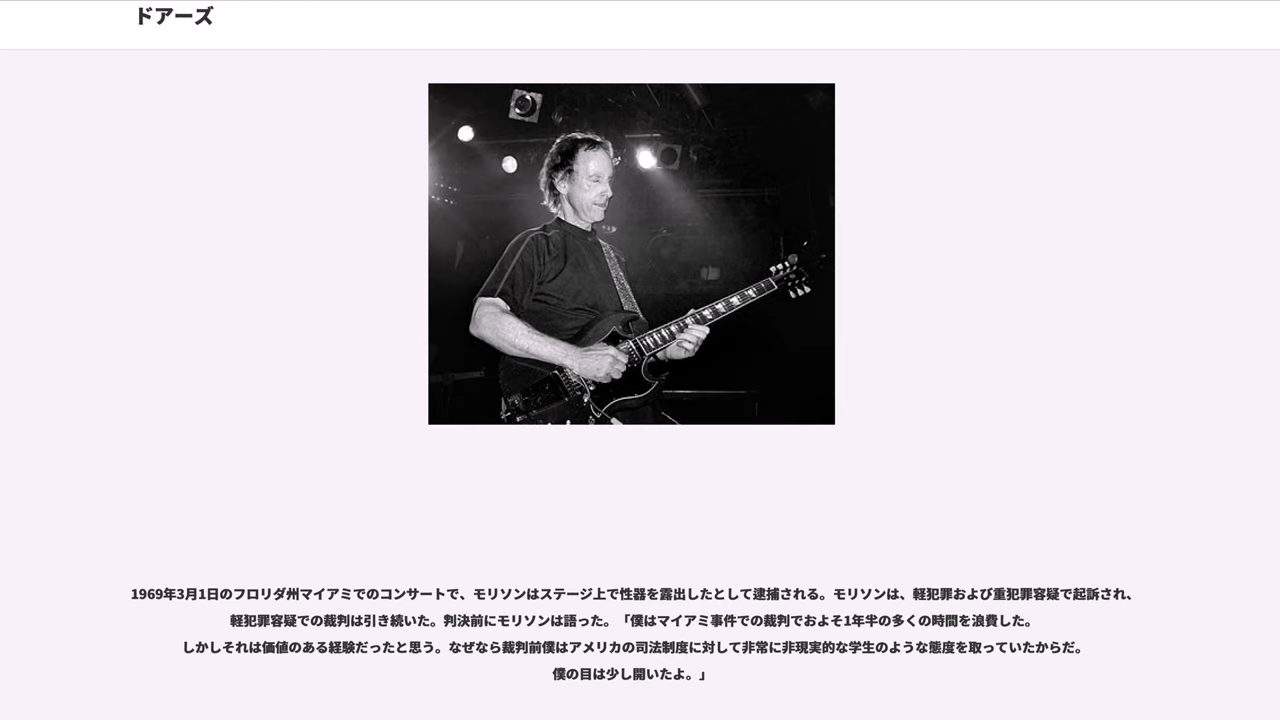 ドアーズ
1969年3月1日のフロリダ州マイアミでのコンサートで、モリソンはステージ上で性器を露出したとして逮捕される。モリソンは、軽犯罪および重犯罪容疑で起訴され、
軽犯罪容疑での裁判は引き続いた。判決前にモリソンは語った。「僕はマイアミ事件での裁判でおよそ1年半の多くの時間を浪費した。
しかしそれは価値のある経験だったと思う。なぜなら裁判前僕はアメリカの司法制度に対して非常に非現実的な学生のような態度を取っていたからだ。
僕の目は少し開いたよ。」